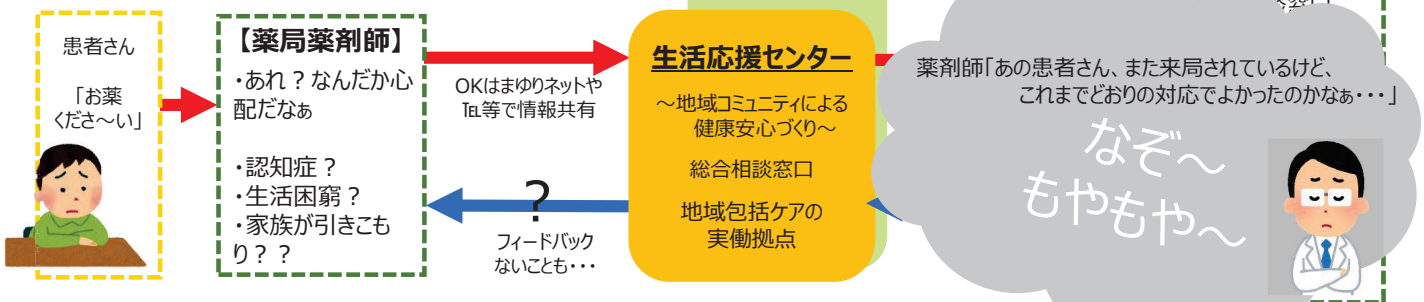 患者さん
「お薬
くださ～い」
【薬局薬剤師】
・あれ？なんだか心
配だなぁ
・認知症？
・生活困窮？
・家族が引きこも
り？？
OKはまゆりネットや
℡等で情報共有
？
フィードバック
ないことも・・・
生活応援センター
～地域コミュニティによる
健康安心づくり～
総合相談窓口
地域包括ケアの
実働拠点
薬剤師「あの患者さん、また来局されているけど、
これまでどおりの対応でよかったのかなぁ・・・」
なぞ～
もやもや～